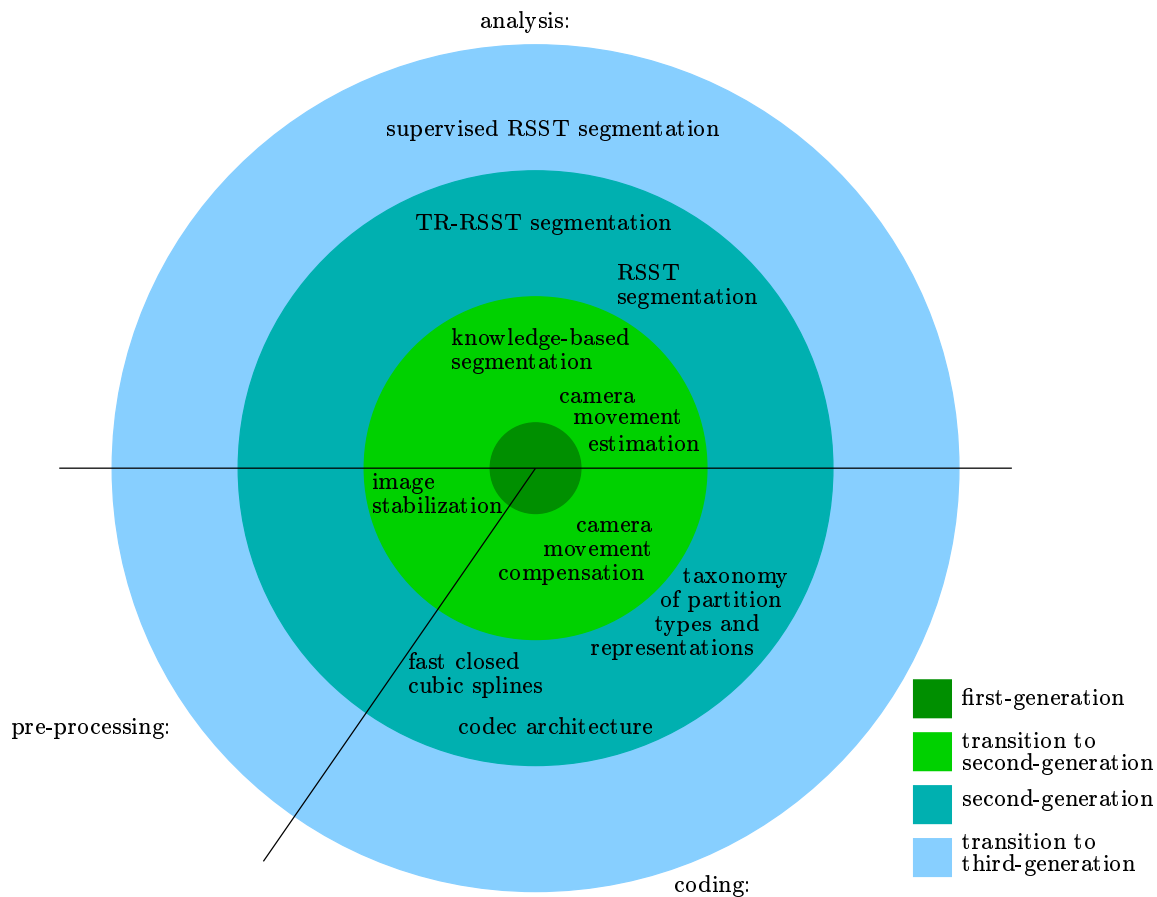 analysis:
supervised RSST segmentation
TR-RSST segmentation
RSST
segmentation
knowledge-based
segmentation
camera
movement
estimation
image
stabilization
camera
movement
compensation
taxonomy
of partition
types and
representations
fast closed
cubic splines
codec architecture
pre-processing:
coding:
first-generation
transition to
second-generation
second-generation
transition to
third-generation